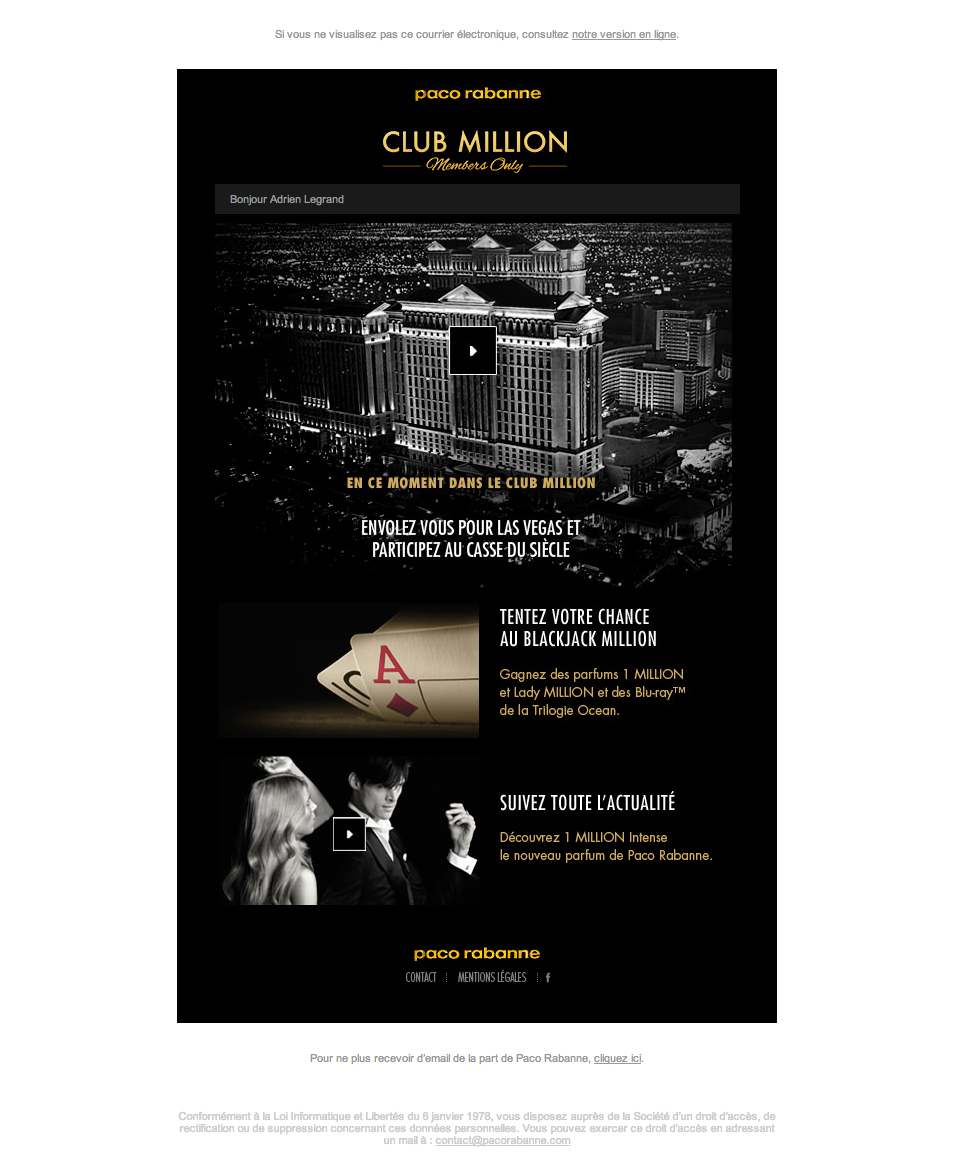 Si vous ne visualisez pas ce courrier électronique, consultez notre version en ligne.
paco rabanne
CLUB MILLION
Members Only
Bonjour Adrien Legrand
EN CE MOMENT DANS LE CLUB MILLION
ENVOLEZ VOUS POUR LAS VEGAS ET
PARTICIPEZ AU CASSE DU SIÈCLE
A
TENTEZ VOTRE CHANCE
AU BLACKJACK MILLION
Gagnez des parfums 1 MILLION
et Lady MILLION et des Blu-ray™
de la Trilogie Ocean.
SUIVEZ TOUTE L’ACTUALITÉ
Découvrez 1 MILLION Intense
le nouveau parfum de Paco Rabanne.
paco rabanne
CONTACT MENTIONS LÉGALES f
Pour ne plus recevoir d'email de la part de Paco Rabanne, cliquez ici.
Conformément à la Loi Informatique et Libertés du 6 janvier 1978, vous disposez auprès de la Société d'un droit d'accès, de
rectification ou de suppression concernant ces données personnelles. Vous pouvez exercer ce droit d'accès en adressant
un mail à : contact@pacorabanne.com